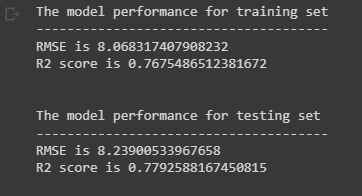 The model performance for training set
--------------------------------------
RMSE is 8.068317407908232
R2 score is 0.7675486512381672
The model performance for testing set
--------------------------------------
RMSE is 8.23900533967658
R2 score is 0.7792588167450815